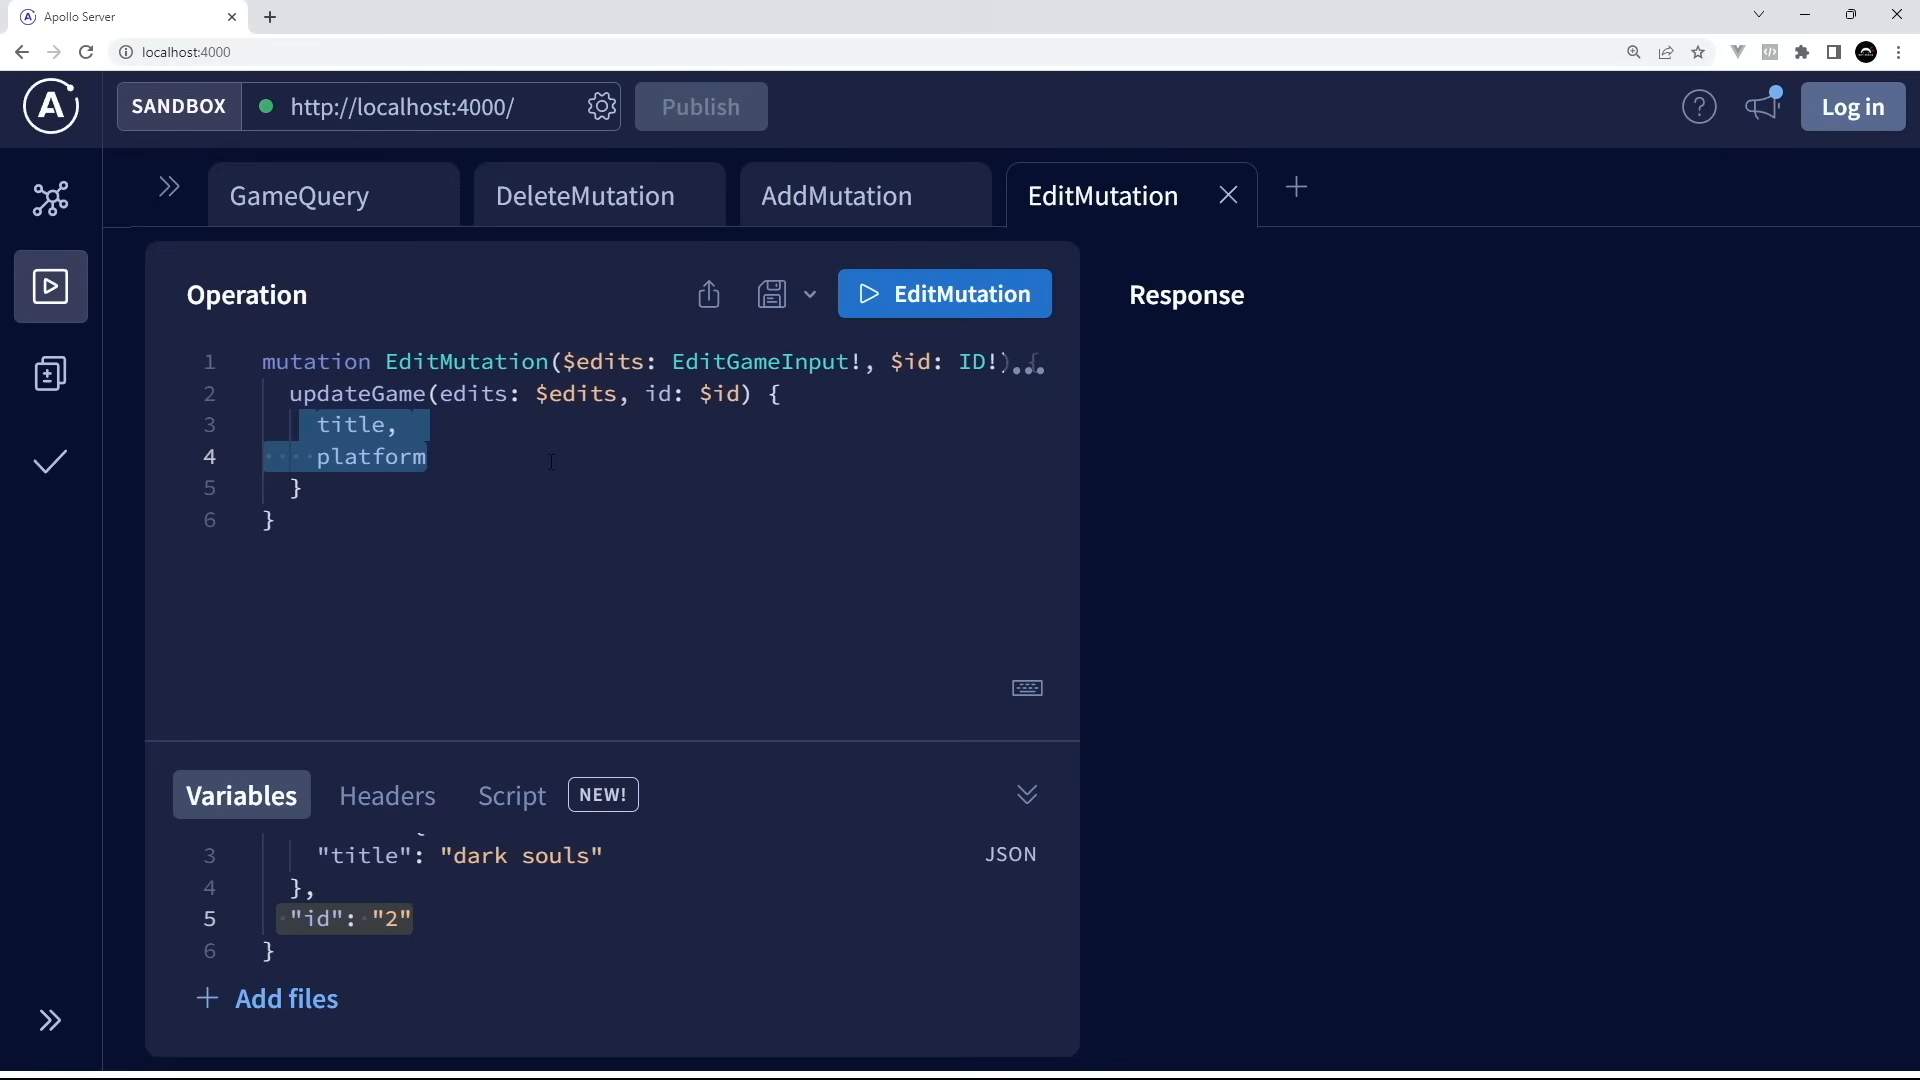 Apollo Server
localhost:4000
SANDBOX http://localhost:4000/ Publish Log in
GameQuery DeleteMutation AddMutation EditMutation
Operation EditMutation Response
1 mutation EditMutation($edits: EditGameInput!, $id: ID!) {
2 updateGame(edits: $edits, id: $id) {
3 title,
4 platform
5 }
6 }
Variables Headers Script NEW!
3 "title": "dark souls" JSON
4 },
5 "id": "2"
6 }
+ Add files